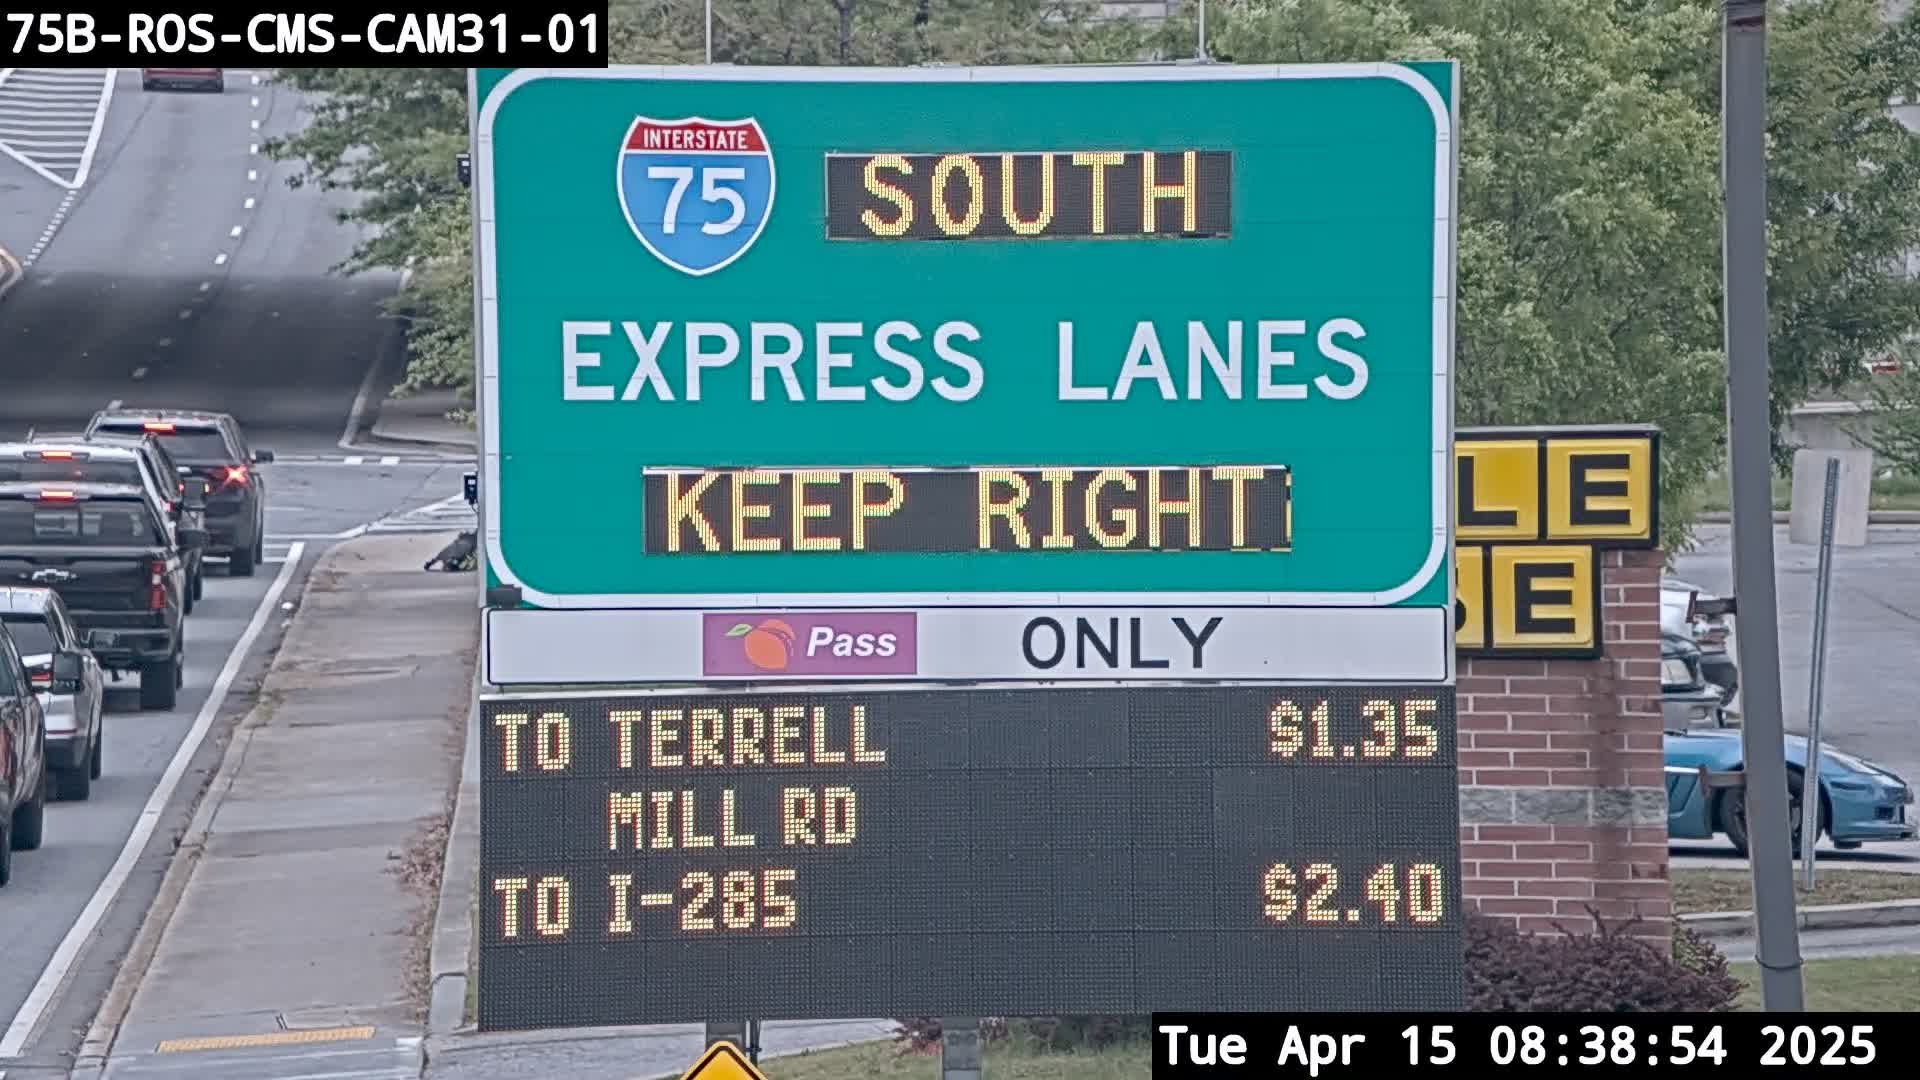 75B-ROS-CMS-CAM31-01
INTERSTATE
75
SOUTH
EXPRESS LANES
KEEP RIGHT
Pass ONLY
TO TERRELL $1.35
MILL RD
TO I-285 $2.40
LE
E
Tue Apr 15 08:38:54 2025